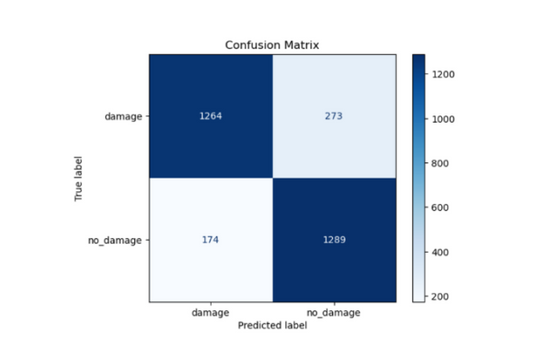 Confusion Matrix
True label
damage
1264 273
no_damage
174 1289
damage no_damage
Predicted label
1200
1000
800
600
400
200